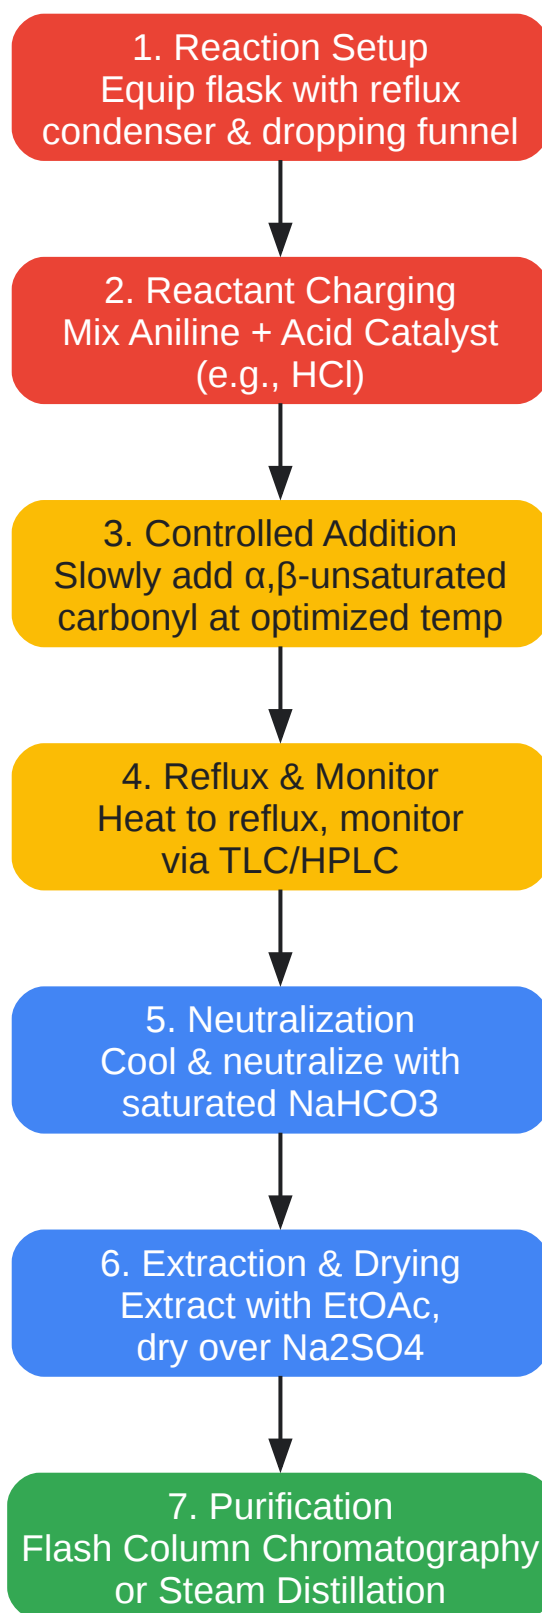 1. Reaction Setup
Equip flask with reflux
condenser & dropping funnel
2. Reactant Charging
Mix Aniline + Acid Catalyst
(e.g., HCl)
3. Controlled Addition
Slowly add α,β-unsaturated
carbonyl at optimized temp
4. Reflux & Monitor
Heat to reflux, monitor
via TLC/HPLC
5. Neutralization
Cool & neutralize with
saturated NaHCO3
6. Extraction & Drying
Extract with EtOAc,
dry over Na2SO4
7. Purification
Flash Column Chromatography
or Steam Distillation